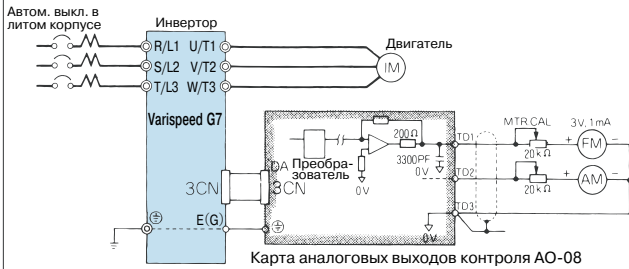 Автом. выкл. в
литом корпусе
Инвертор
Двигатель
R/L1 U/T1
S/L2 V/T2
T/L3 W/T3
IM
Varispeed G7
3CN
E(G)
DA
Преобра-
зователь
3CN
200Ω
3300PF
0V
0V
0V
TD1
TD2
TD3
MTR.CAL
20kΩ
20kΩ
3V. 1mA
+ FM −
+ AM −
Карта аналоговых выходов контроля AO-08